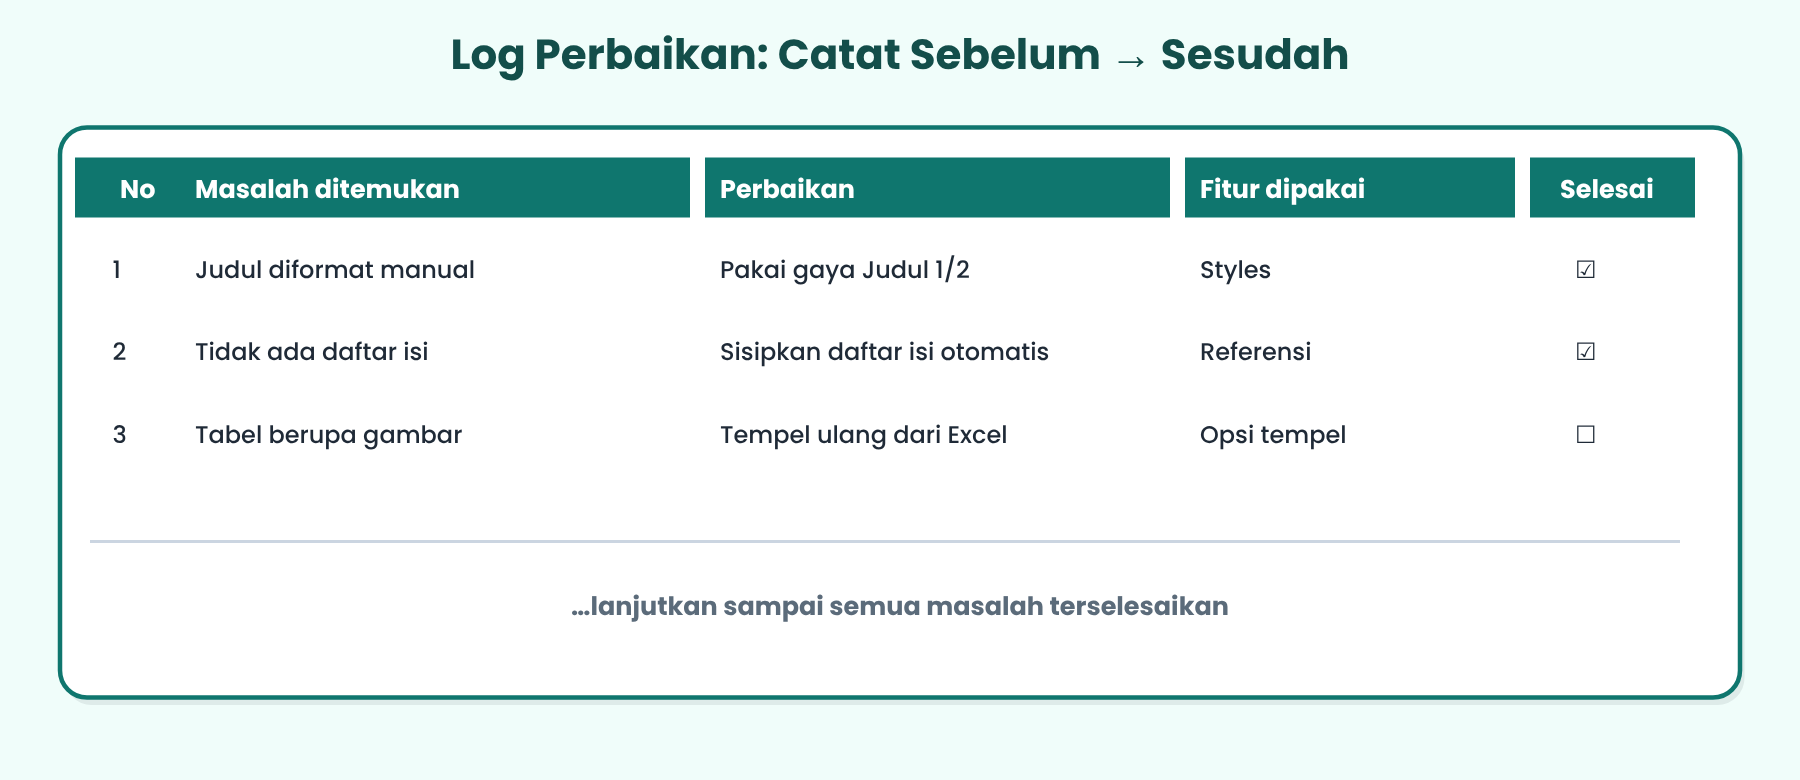 Log Perbaikan: Catat Sebelum → Sesudah
No Masalah ditemukan Perbaikan Fitur dipakai Selesai
1 Judul diformat manual Pakai gaya Judul 1/2 Styles ☑
2 Tidak ada daftar isi Sisipkan daftar isi otomatis Referensi ☑
3 Tabel berupa gambar Tempel ulang dari Excel Opsi tempel ☐
...lanjutkan sampai semua masalah terselesaikan